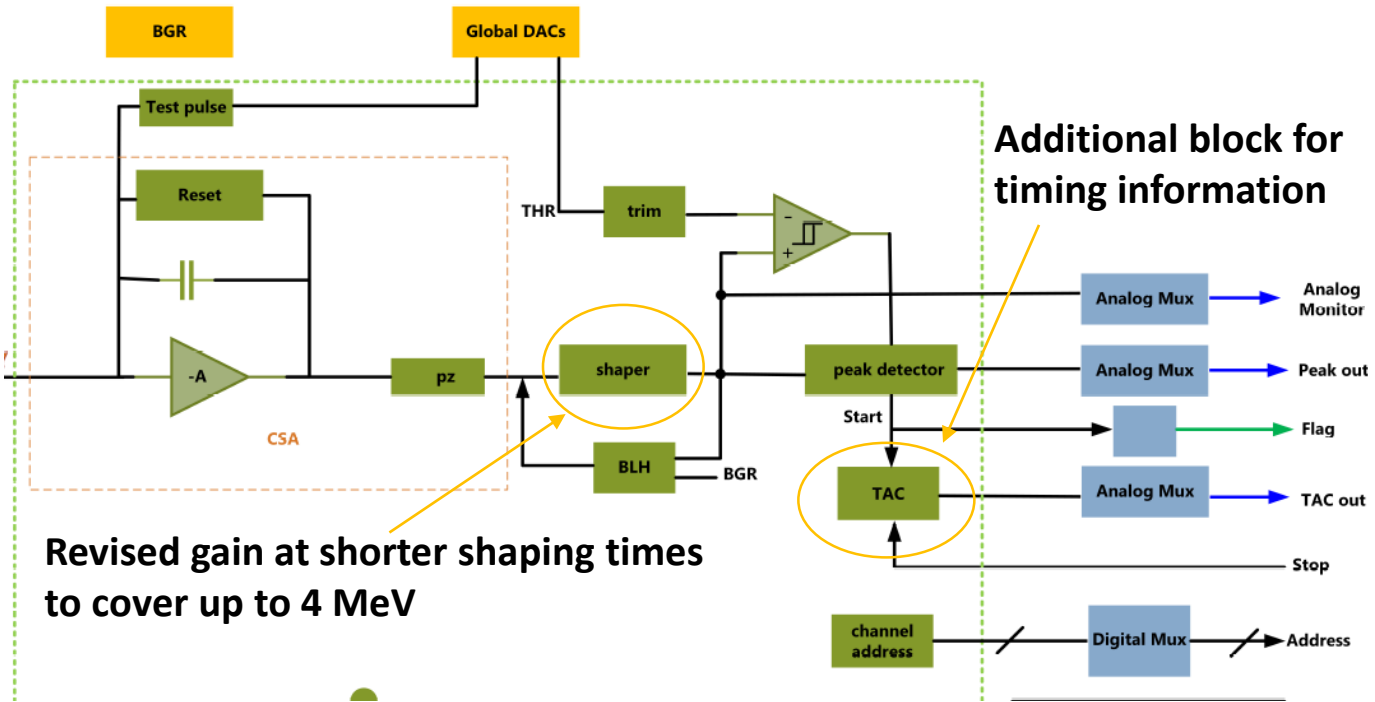 BGR
Global DACs
Test pulse
Additional block for
timing information
Reset
THR
trim
-
+
Analog Mux
Analog
Monitor
-A
pz
shaper
peak detector
Analog Mux
Peak out
Start
Flag
CSA
BLH
BGR
TAC
Analog Mux
TAC out
Revised gain at shorter shaping times
to cover up to 4 MeV
Stop
channel
address
Digital Mux
Address